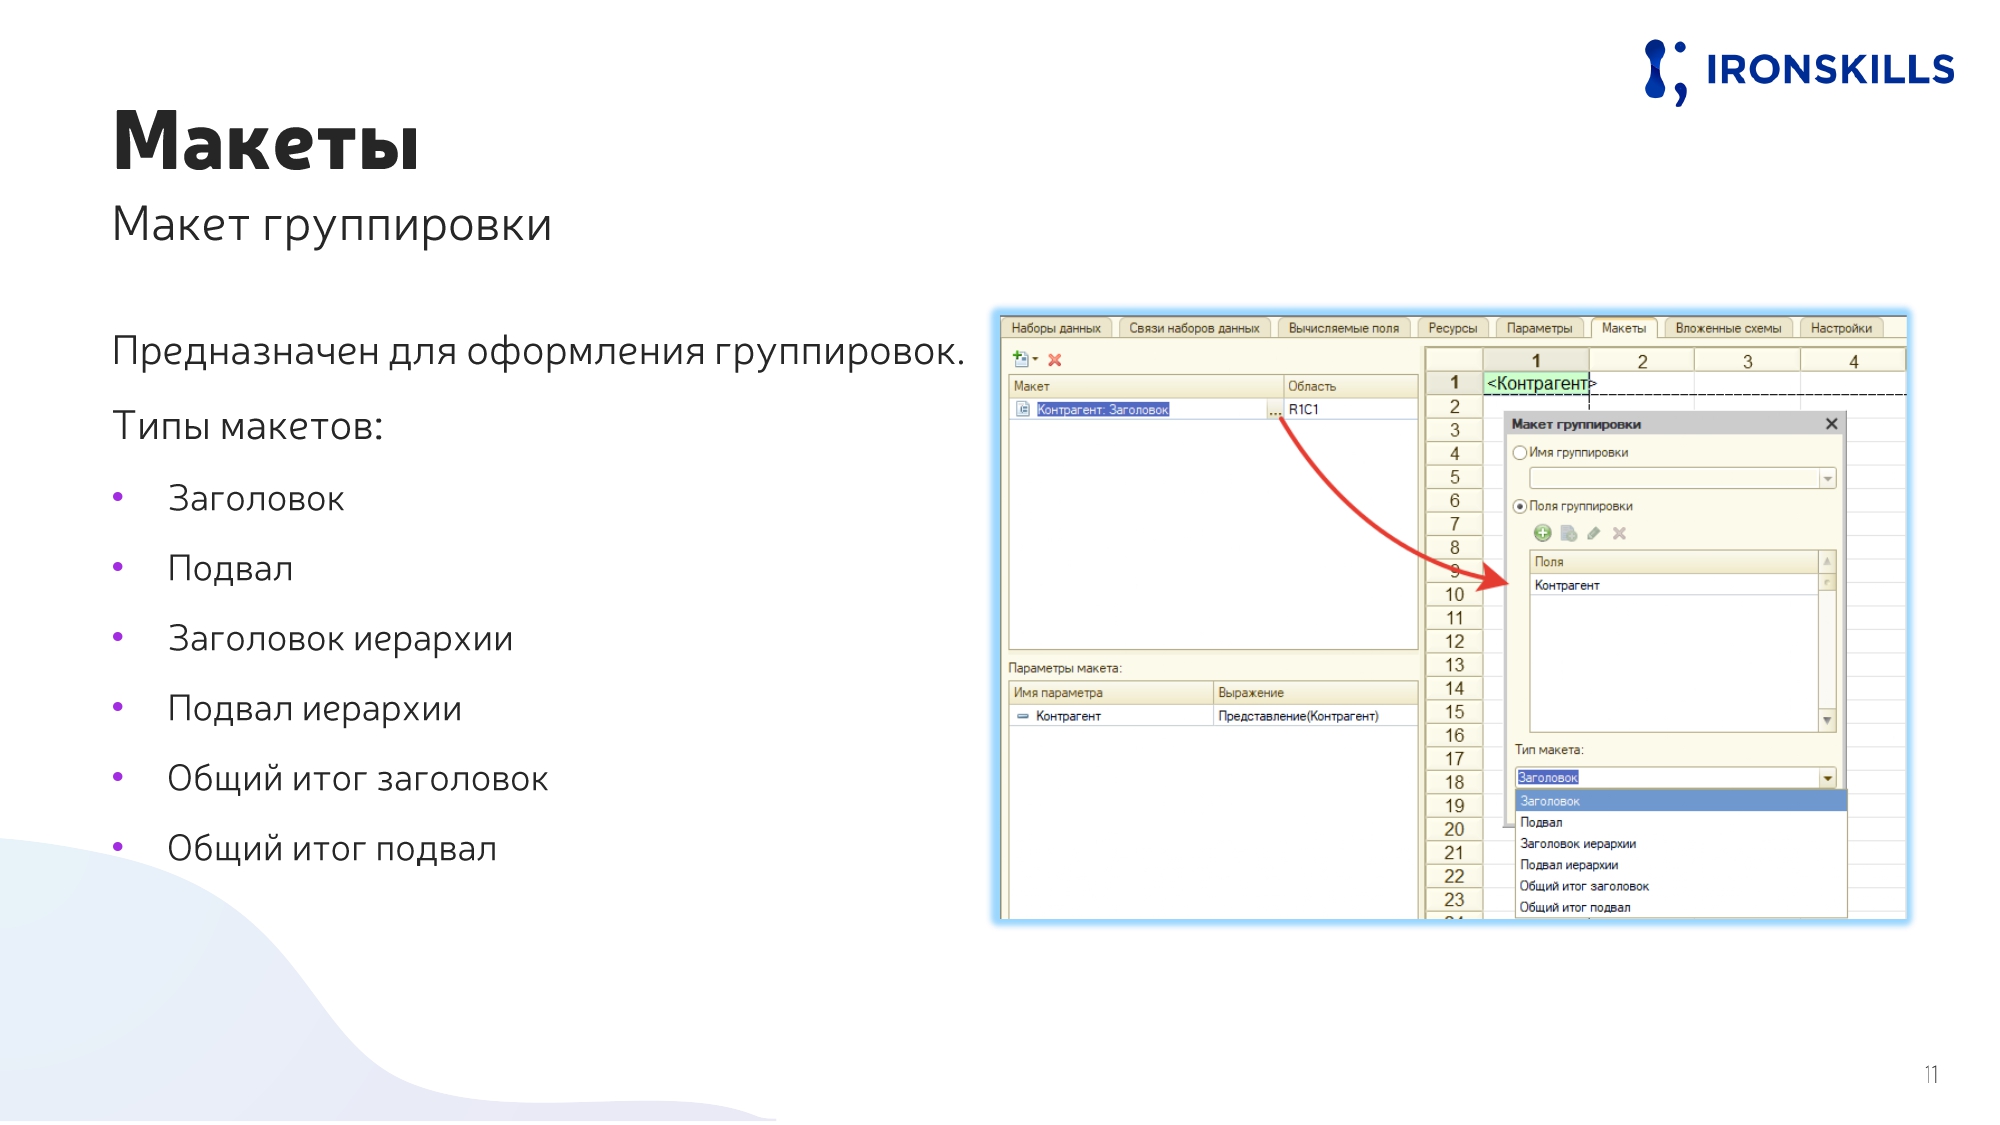 IRONSKILLS
Макеты
Макет группировки
Предназначен для оформления группировок.
Типы макетов:
• Заголовок
• Подвал
• Заголовок иерархии
• Подвал иерархии
• Общий итог заголовок
• Общий итог подвал
Наборы данных Связи наборов данных Вычисляемые поля Ресурсы Параметры Макеты Вложенные схемы Настройки
Макет Область
Контрагент: Заголовок ... R1C1
Параметры макета:
Имя параметра Выражение
Контрагент Представление(Контрагент)
1 2 3 4
1 <Контрагент>
2
3
4
5
6
7
8
9
10
11
12
13
14
15
16
17
18
19
20
21
22
23
Макет группировки
Имя группировки
Поля группировки
Поля
Контрагент
Тип макета:
Заголовок
Заголовок
Подвал
Заголовок иерархии
Подвал иерархии
Общий итог заголовок
Общий итог подвал
11